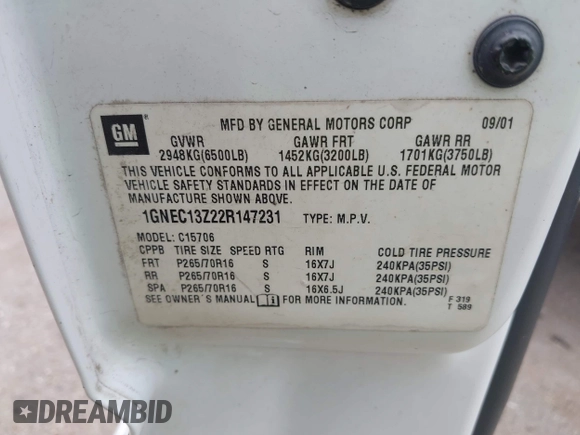 GM
MFD BY GENERAL MOTORS CORP 09/01
GVWR GAWR FRT GAWR RR
2948KG(6500LB) 1452KG(3200LB) 1701KG(3750LB)
THIS VEHICLE CONFORMS TO ALL APPLICABLE U.S. FEDERAL MOTOR
VEHICLE SAFETY STANDARDS IN EFFECT ON THE DATE OF
MANUFACTURE SHOWN ABOVE.
1GNEC13Z22R147231 TYPE: M.P.V.
MODEL: C15706
CPPB TIRE SIZE SPEED RTG RIM COLD TIRE PRESSURE
FRT P265/70R16 S 16X7J 240KPA(35PSI)
RR P265/70R16 S 16X7J 240KPA(35PSI)
SPA P265/70R16 S 16X6.5J 240KPA(35PSI)
SEE OWNER'S MANUAL FOR MORE INFORMATION.
F 319
T 589
DREAMBID